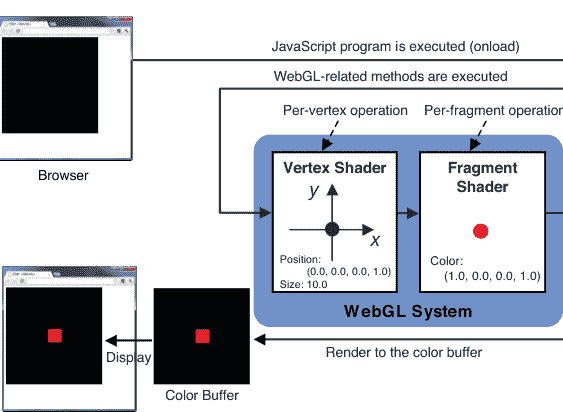 JavaScript program is executed (onload)
WebGL-related methods are executed
Per-vertex operation
Per-fragment operation
Browser
Vertex Shader
y
x
Position:
(0.0, 0.0, 0.0, 1.0)
Size: 10.0
Fragment
Shader
Color:
(1.0, 0.0, 0.0, 1.0)
WebGL System
Render to the color buffer
Display
Color Buffer